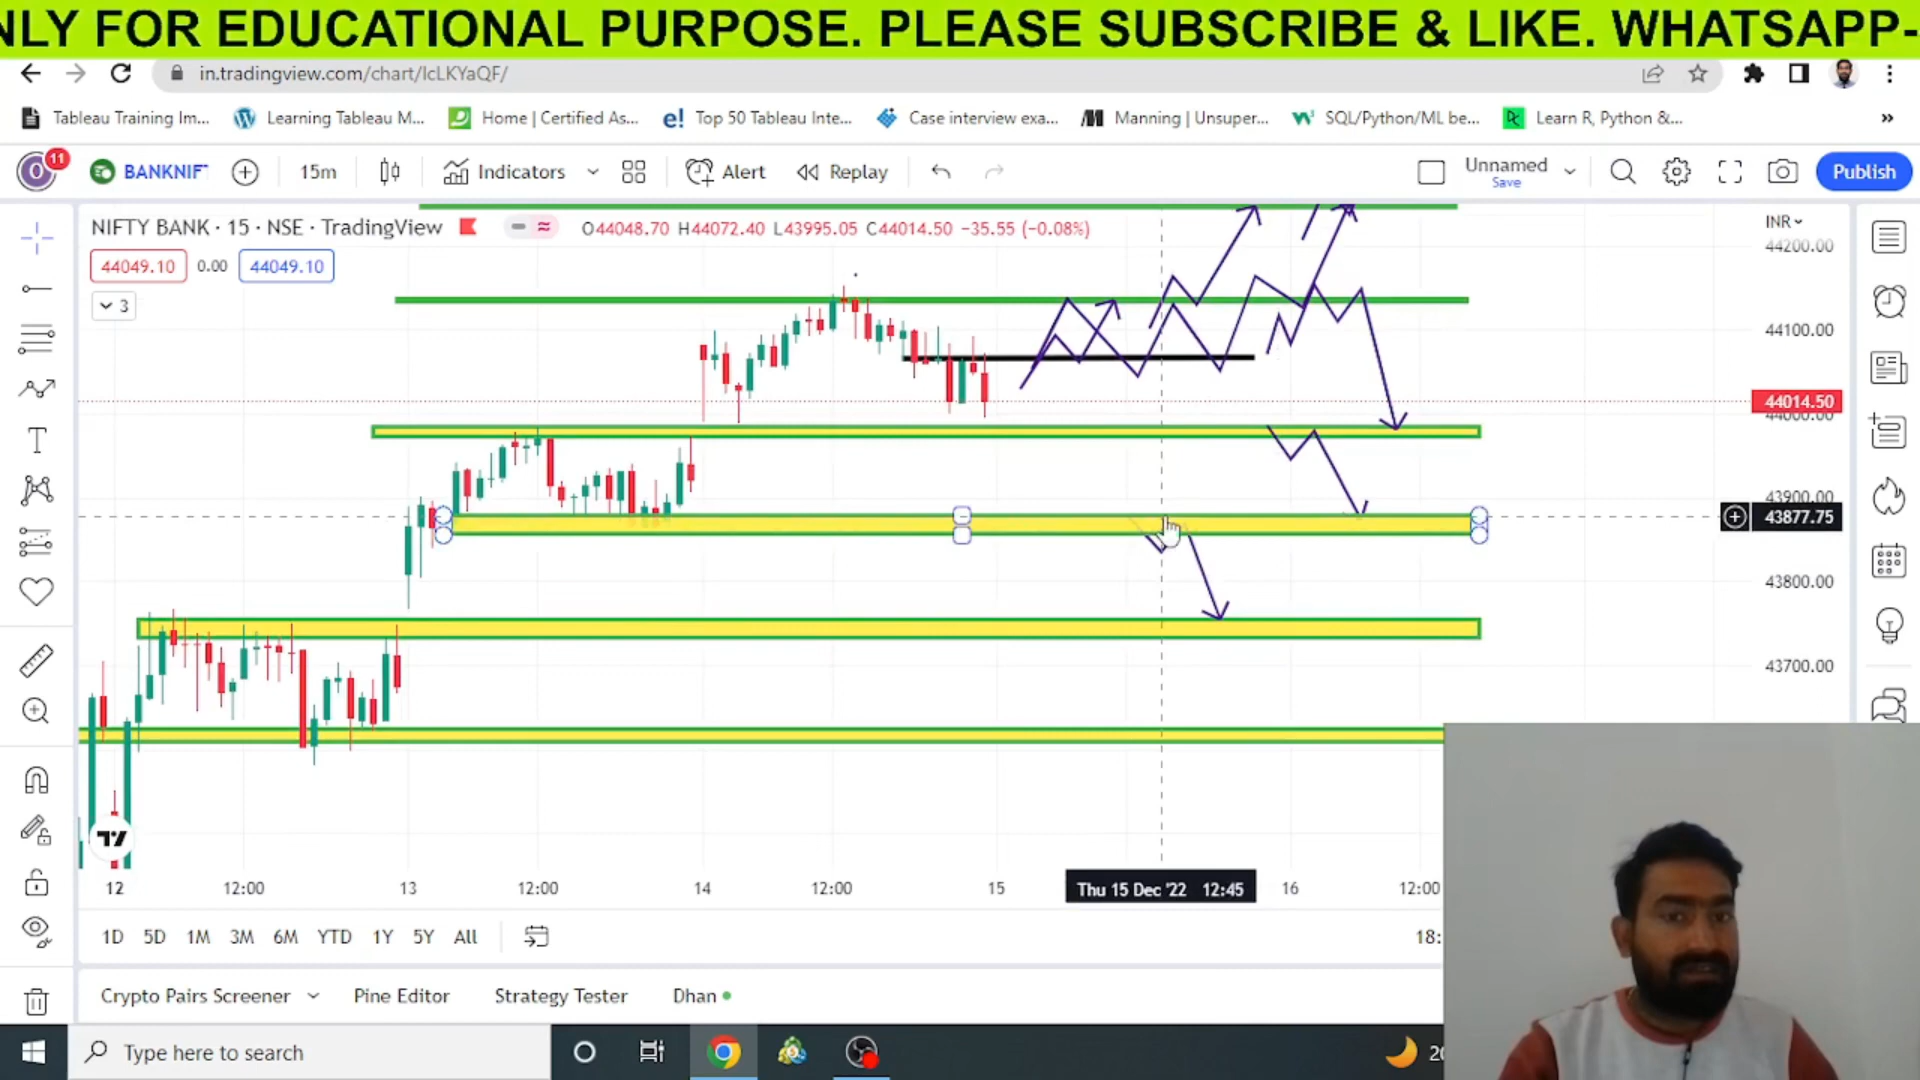 NLY FOR EDUCATIONAL PURPOSE. PLEASE SUBSCRIBE & LIKE. WHATSAPP-
in.tradingview.com/chart/IcLKYaQF/
Tableau Training Im... Learning Tableau M... Home | Certified As... Top 50 Tableau Inte... Case interview exa... Manning | Unsuper... SQL/Python/ML be... Learn R, Python &... »
O 11 BANKNIF 15m Indicators Alert Replay Unnamed Save Publish
NIFTY BANK · 15 · NSE · TradingView O44048.70 H44072.40 L43995.05 C44014.50 −35.55 (−0.08%) INR
44200.00
44049.10 0.00 44049.10
3
44100.00
44014.50
44000.00
43900.00
43877.75
43800.00
43700.00
12 12:00 13 12:00 14 12:00 15 Thu 15 Dec '22 12:45 16 12:00
1D 5D 1M 3M 6M YTD 1Y 5Y All 18:
Crypto Pairs Screener Pine Editor Strategy Tester Dhan
Type here to search 20